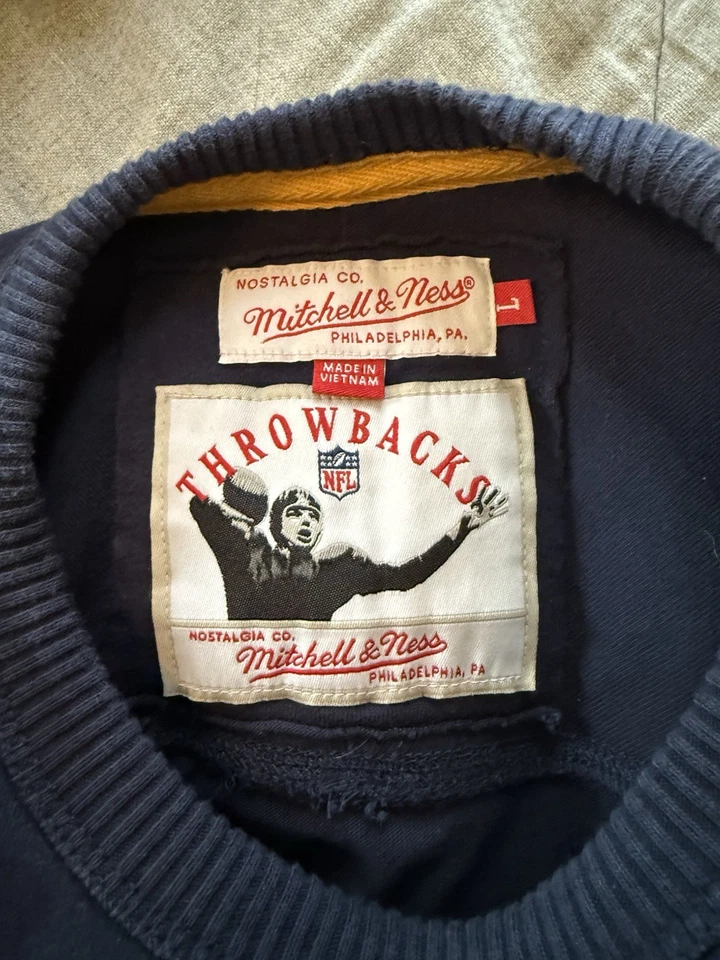 NOSTALGIA CO.
Mitchell & Ness®
PHILADELPHIA, PA.
L
MADE IN
VIETNAM
THROWBACKS
NFL
NOSTALGIA CO.
Mitchell & Ness
PHILADELPHIA, PA